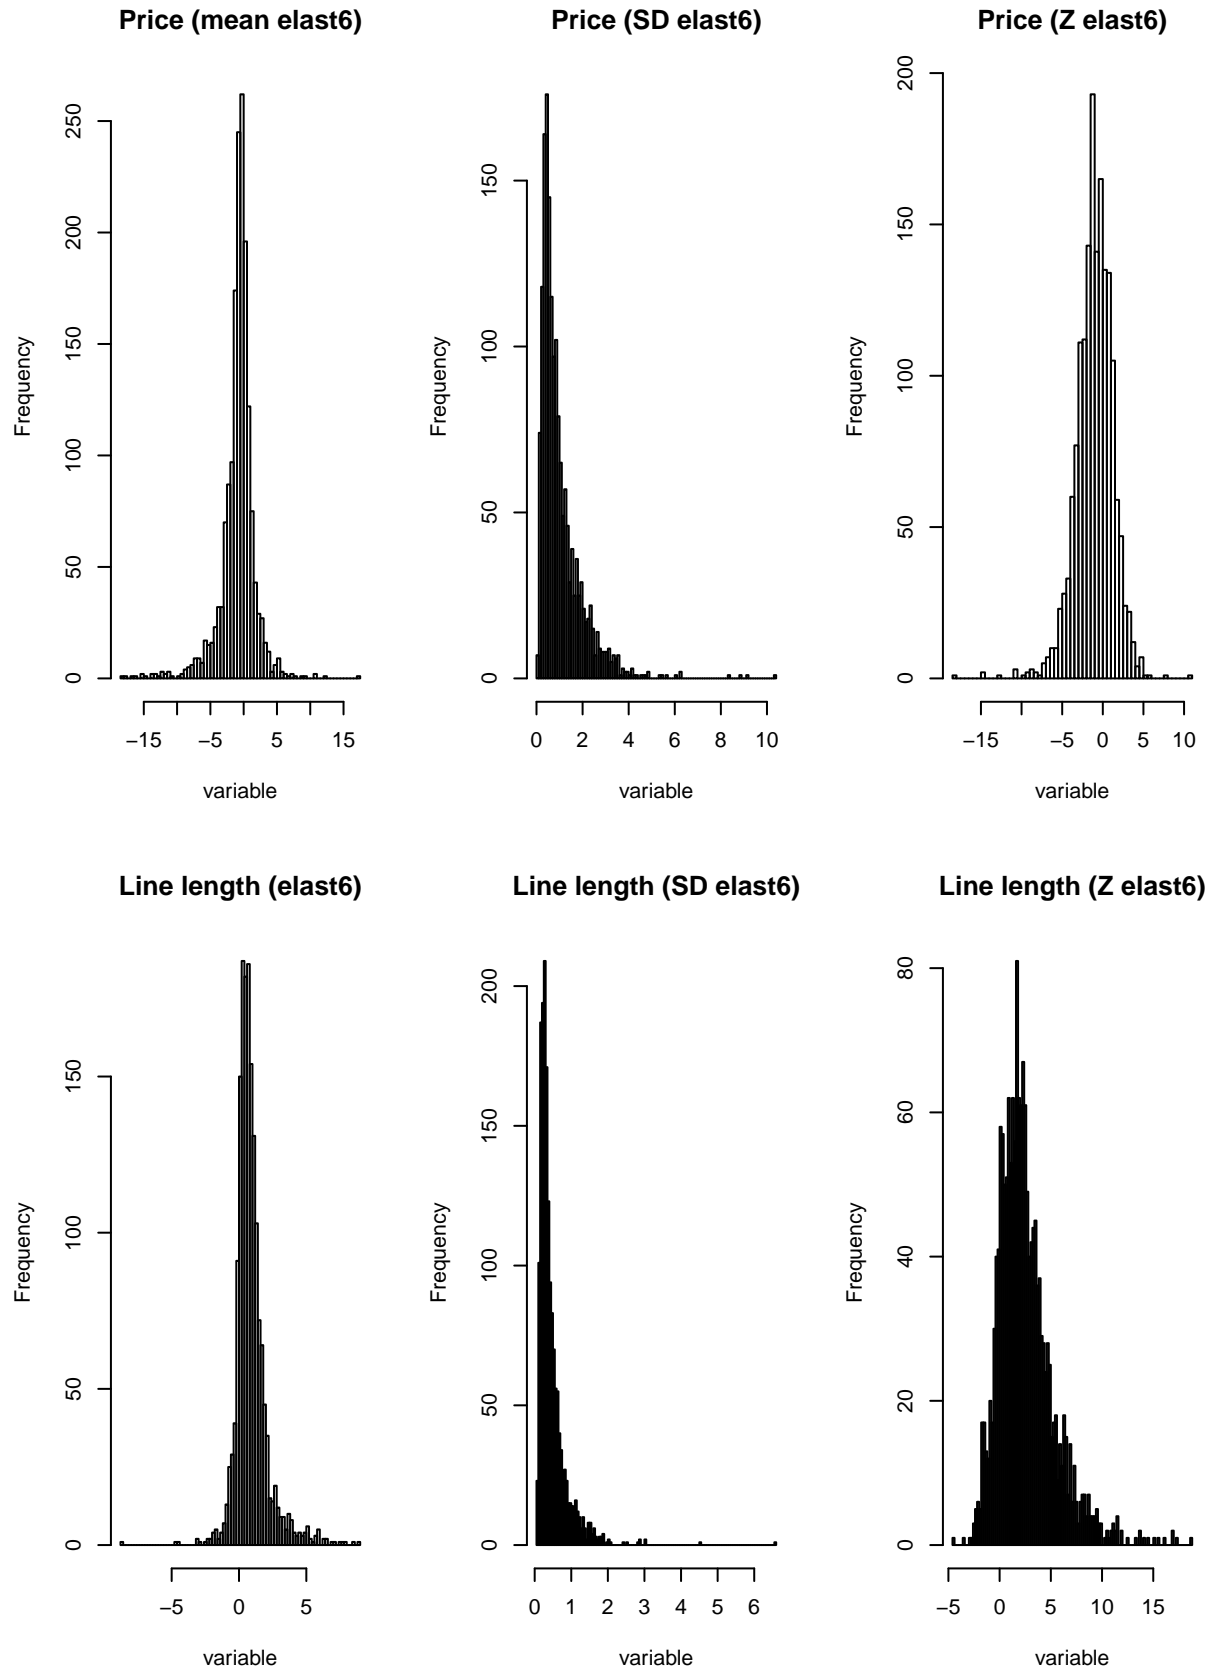 Price (mean elast6)
Frequency
0 50 100 150 200 250
−15 −5 5 15
variable
Price (SD elast6)
Frequency
0 50 100 150
0 2 4 6 8 10
variable
Price (Z elast6)
Frequency
0 50 100 150 200
−15 −5 0 5 10
variable
Line length (elast6)
Frequency
0 50 100 150
−5 0 5
variable
Line length (SD elast6)
Frequency
0 50 100 150 200
0 1 2 3 4 5 6
variable
Line length (Z elast6)
Frequency
0 20 40 60 80
−5 0 5 10 15
variable